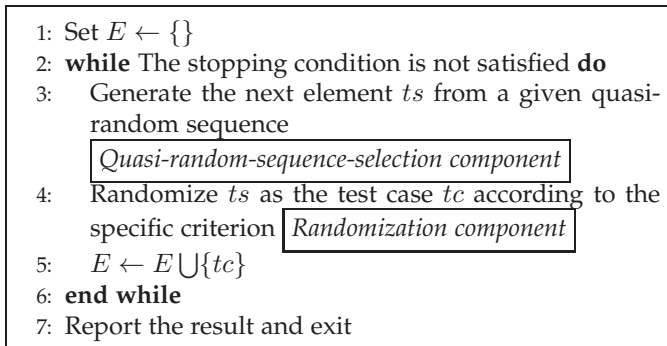 1: Set E ← {}
2: while The stopping condition is not satisfied do
3: Generate the next element ts from a given quasi-
random sequence
Quasi-random-sequence-selection component
4: Randomize ts as the test case tc according to the
specific criterion Randomization component
5: E ← E ⋃{tc}
6: end while
7: Report the result and exit